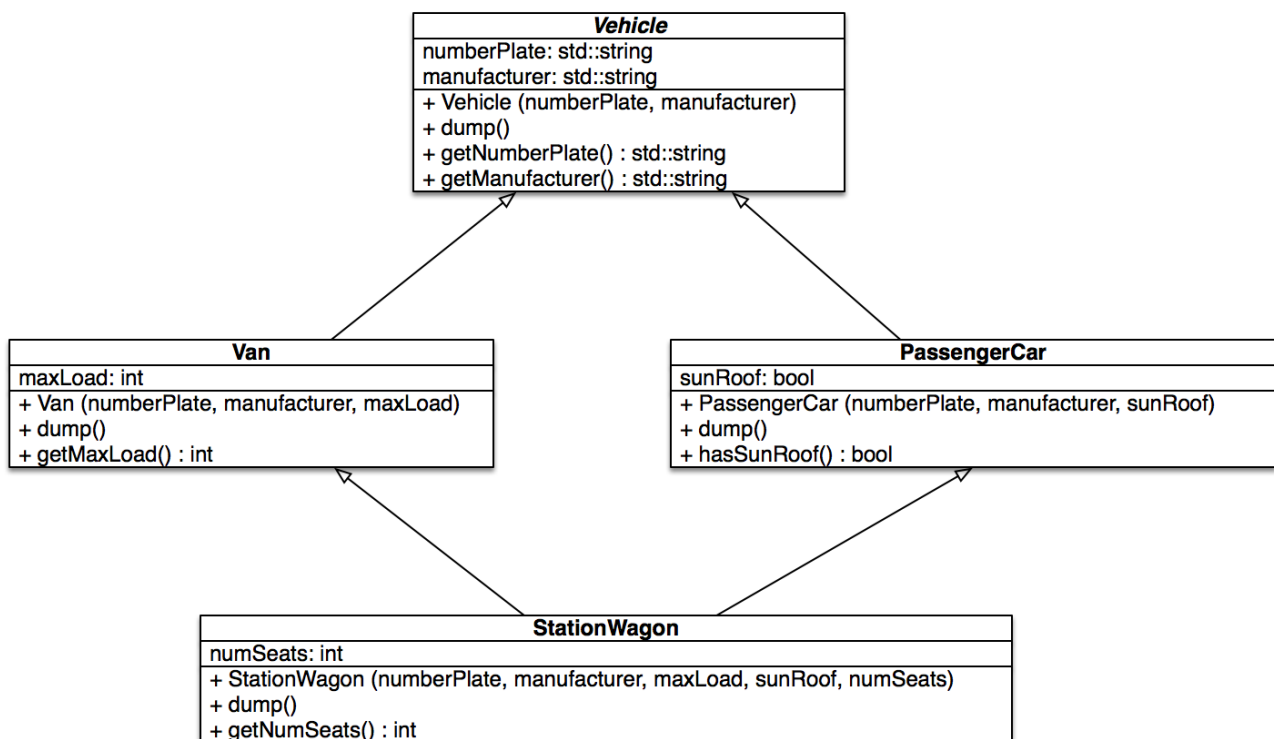 Vehicle
numberPlate: std::string
manufacturer: std::string
+ Vehicle (numberPlate, manufacturer)
+ dump()
+ getNumberPlate() : std::string
+ getManufacturer() : std::string
Van
maxLoad: int
+ Van (numberPlate, manufacturer, maxLoad)
+ dump()
+ getMaxLoad() : int
PassengerCar
sunRoof: bool
+ PassengerCar (numberPlate, manufacturer, sunRoof)
+ dump()
+ hasSunRoof() : bool
StationWagon
numSeats: int
+ StationWagon (numberPlate, manufacturer, maxLoad, sunRoof, numSeats)
+ dump()
+ getNumSeats() : int